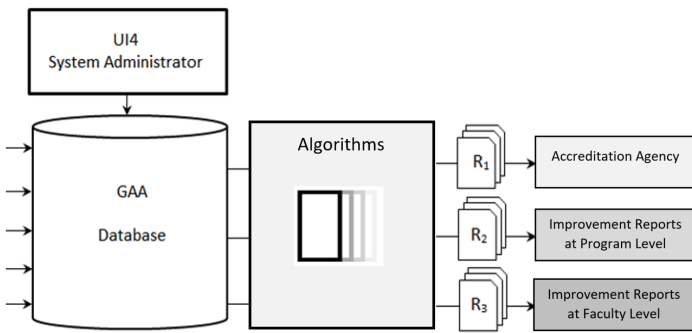 UI4
System Administrator
GAA
Database
Algorithms
R1
Accreditation Agency
R2
Improvement Reports
at Program Level
R3
Improvement Reports
at Faculty Level